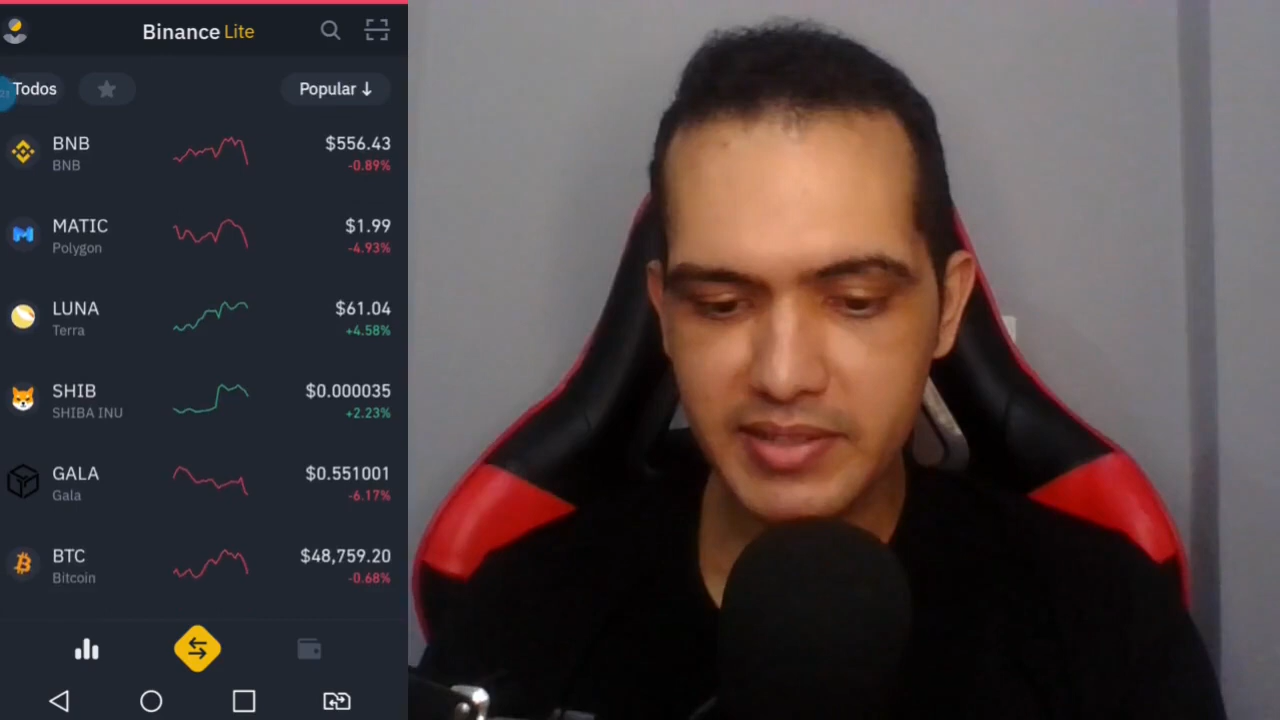 Binance Lite
Todos
Popular ↓
BNB
BNB
$556.43
-0.89%
MATIC
Polygon
$1.99
-4.93%
LUNA
Terra
$61.04
+4.58%
SHIB
SHIBA INU
$0.000035
+2.23%
GALA
Gala
$0.551001
-6.17%
BTC
Bitcoin
$48,759.20
-0.68%